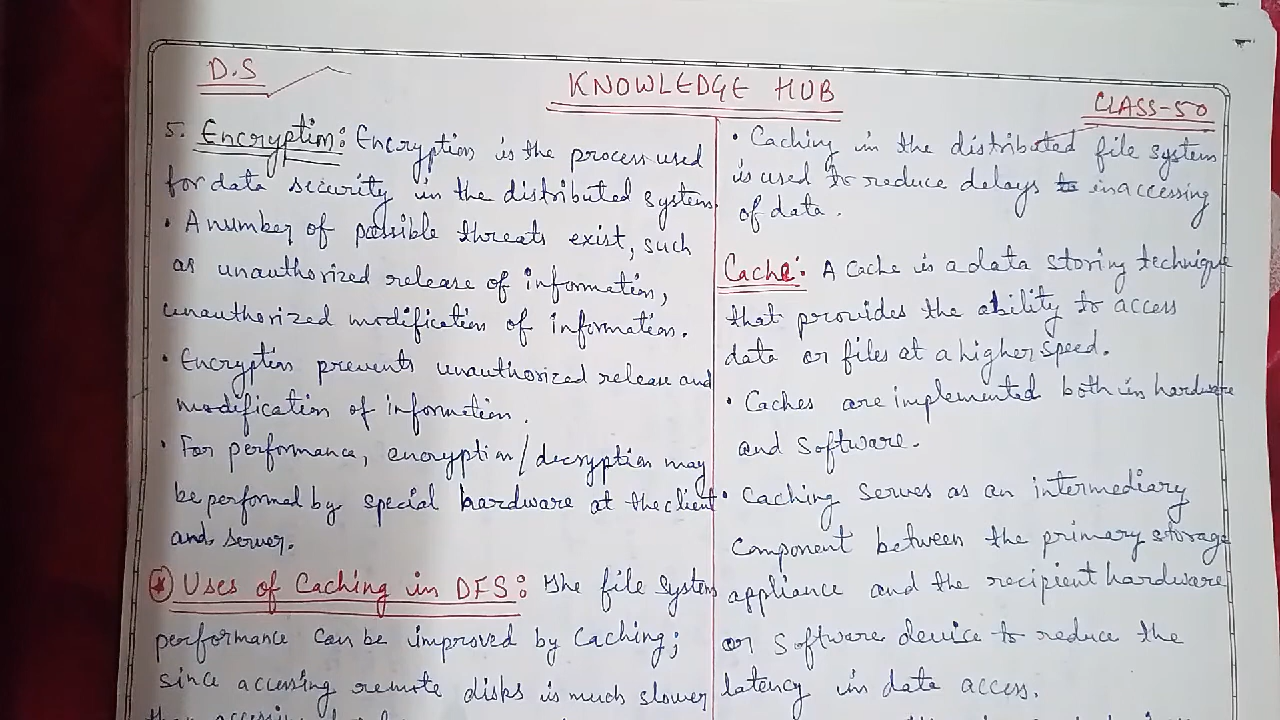 D.S
KNOWLEDGE HUB
CLASS-50
5. Encryption: Encryption is the process used
for data security in the distributed system
• A number of possible threats exist, such
as unauthorized release of information,
unauthorized modification of information.
• Encryption prevents unauthorized release and
modification of information.
• For performance, encryption/decryption may
be performed by special hardware at the client
and server.
* Uses of Caching in DFS: The file system
performance can be improved by caching;
since accessing remote disks is much slower
• Caching in the distributed file system
is used to reduce delays in accessing
of data.
Cache: A cache is a data storing technique
that provides the ability to access
data or files at a higher speed.
• Caches are implemented both in hardware
and software.
• Caching serves as an intermediary
component between the primary storage
appliance and the recipient hardware
or software device to reduce the
latency in data access.